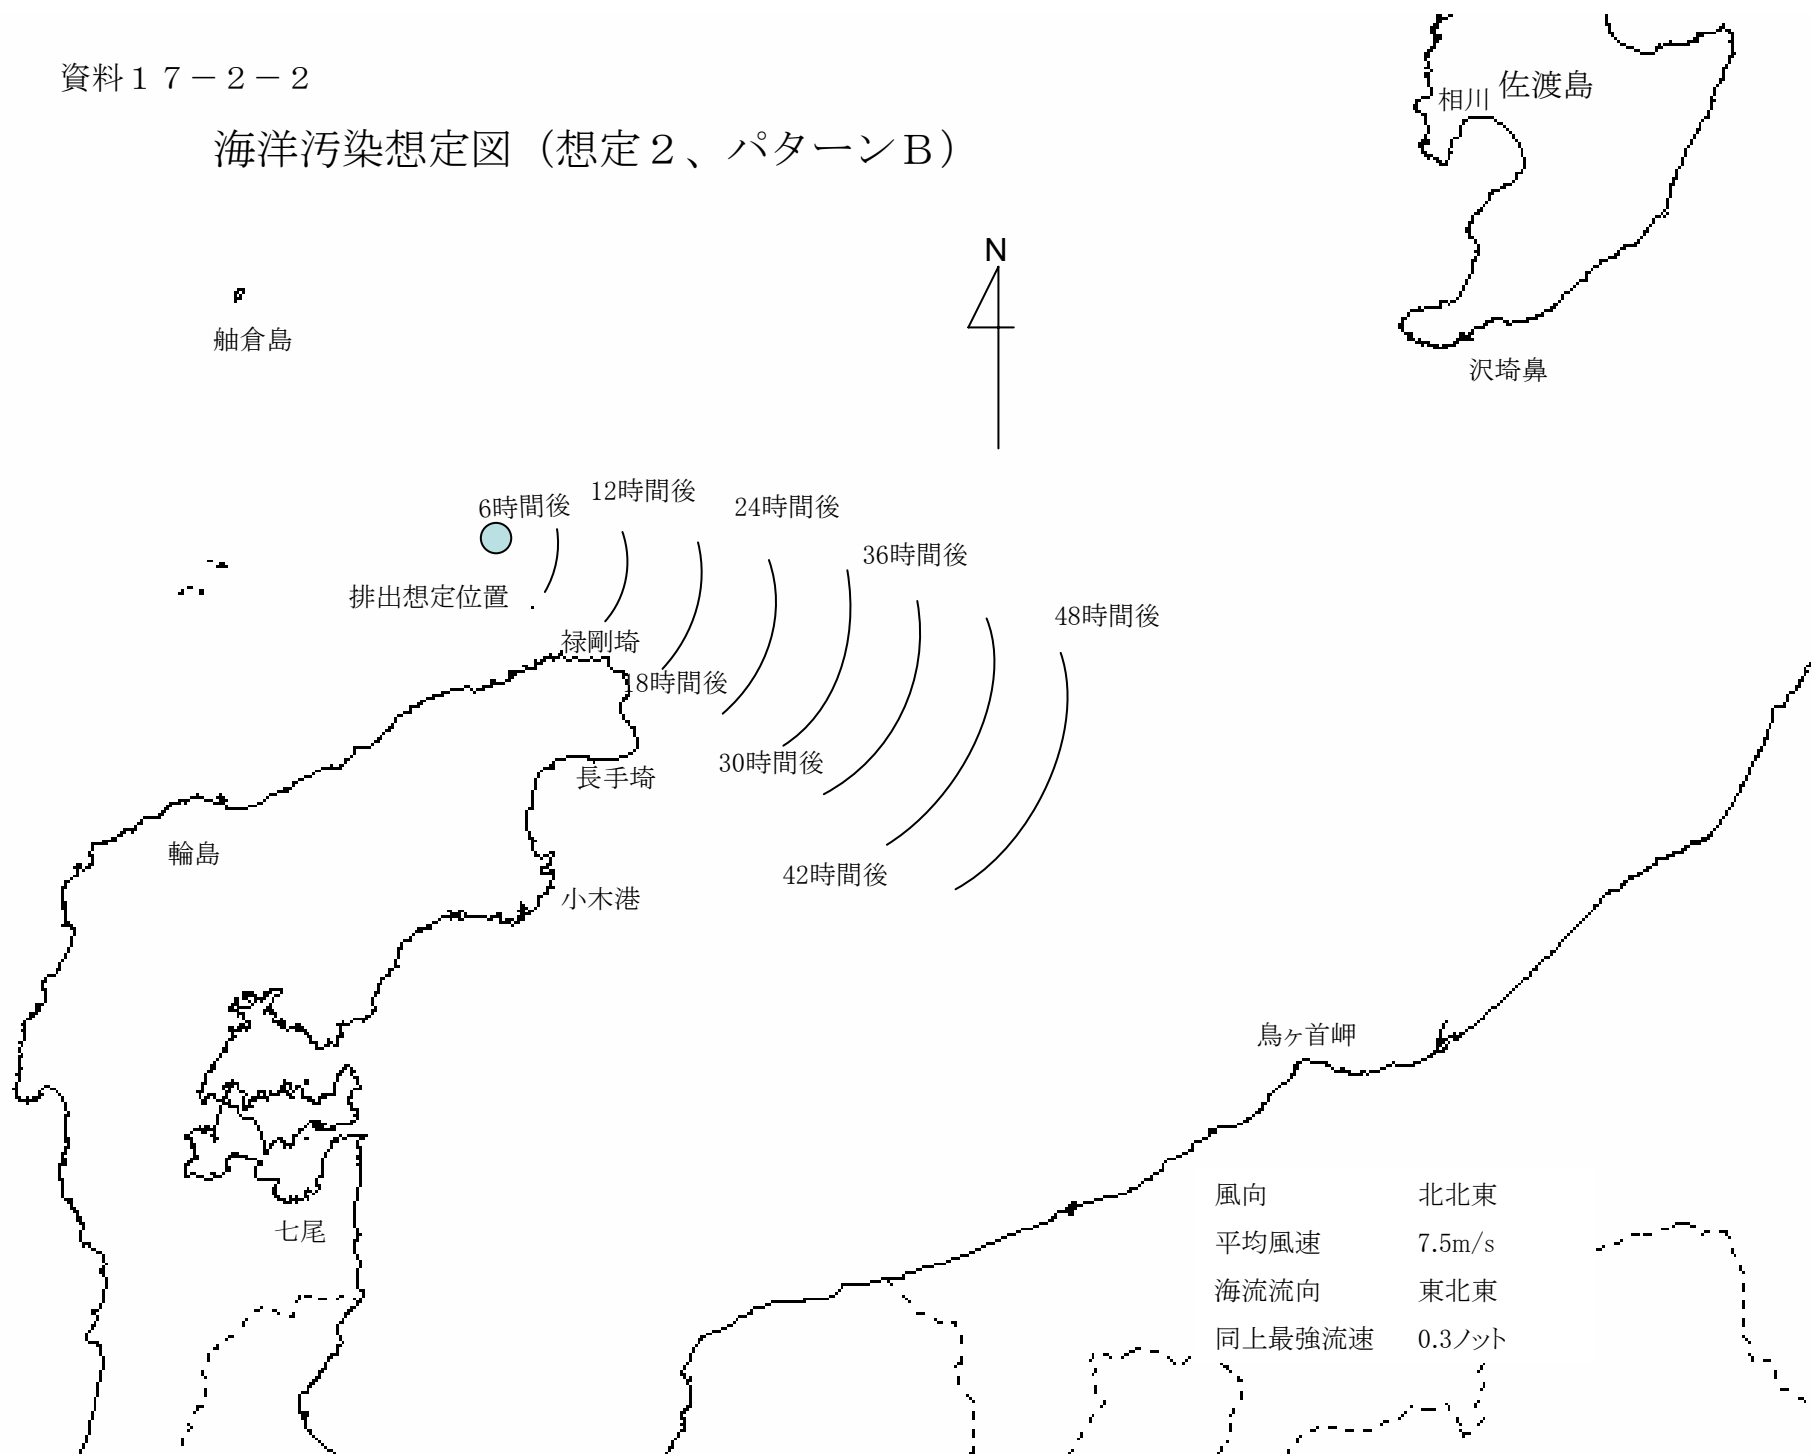 資料１７－２－２
海洋汚染想定図（想定２、パターンＢ）
相川
佐渡島
N
舳倉島
沢埼鼻
6時間後
12時間後
24時間後
36時間後
排出想定位置
48時間後
禄剛埼
18時間後
30時間後
長手埼
輪島
42時間後
小木港
鳥ヶ首岬
七尾
風向 北北東
平均風速 7.5m/s
海流流向 東北東
同上最強流速 0.3ノット